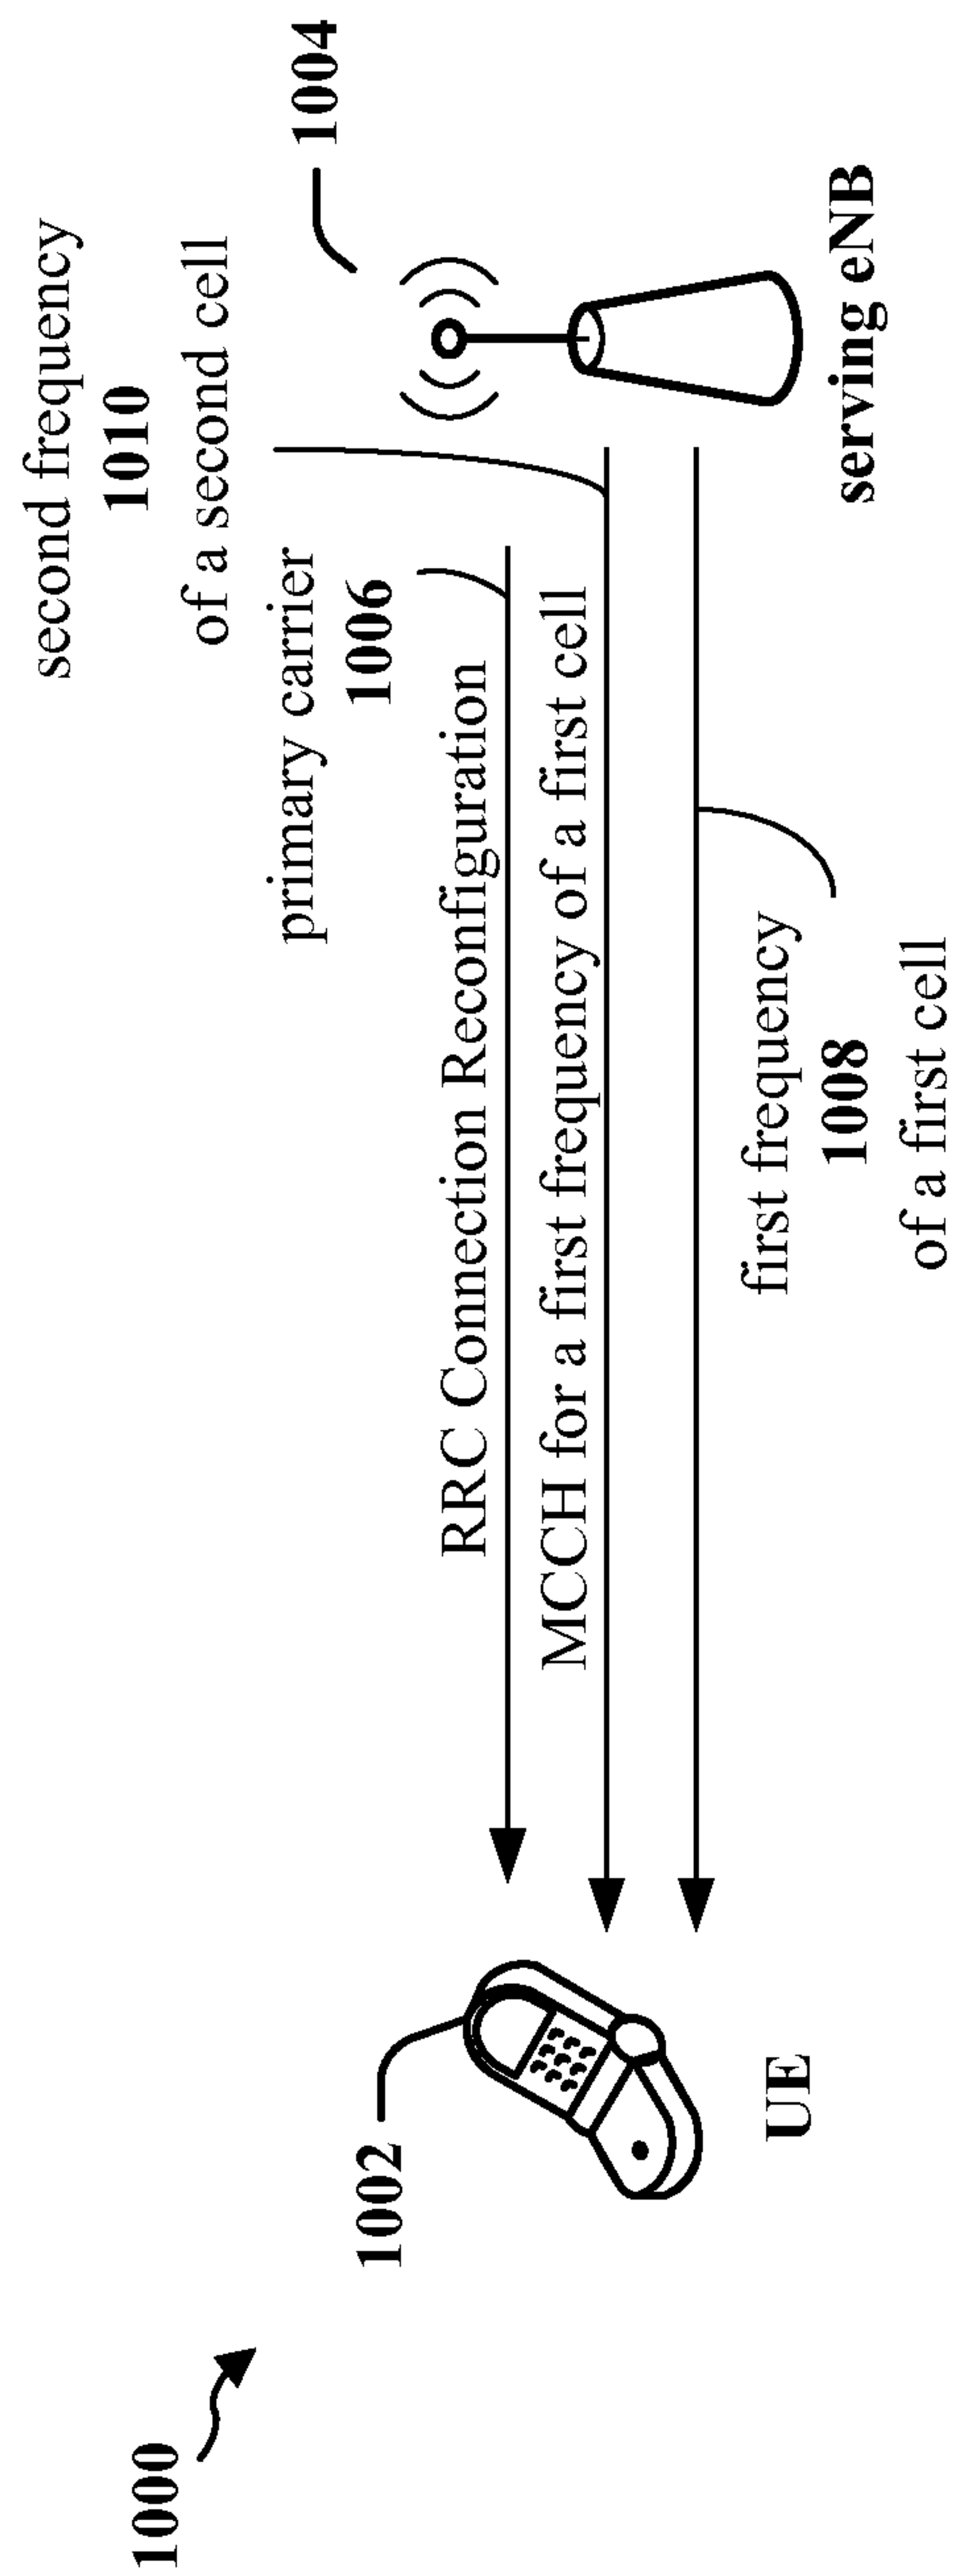 1000
second frequency
1010
of a second cell
primary carrier
1006
1004
1002
RRC Connection Reconfiguration
MCCH for a first frequency of a first cell
first frequency
1008
of a first cell
UE
serving eNB